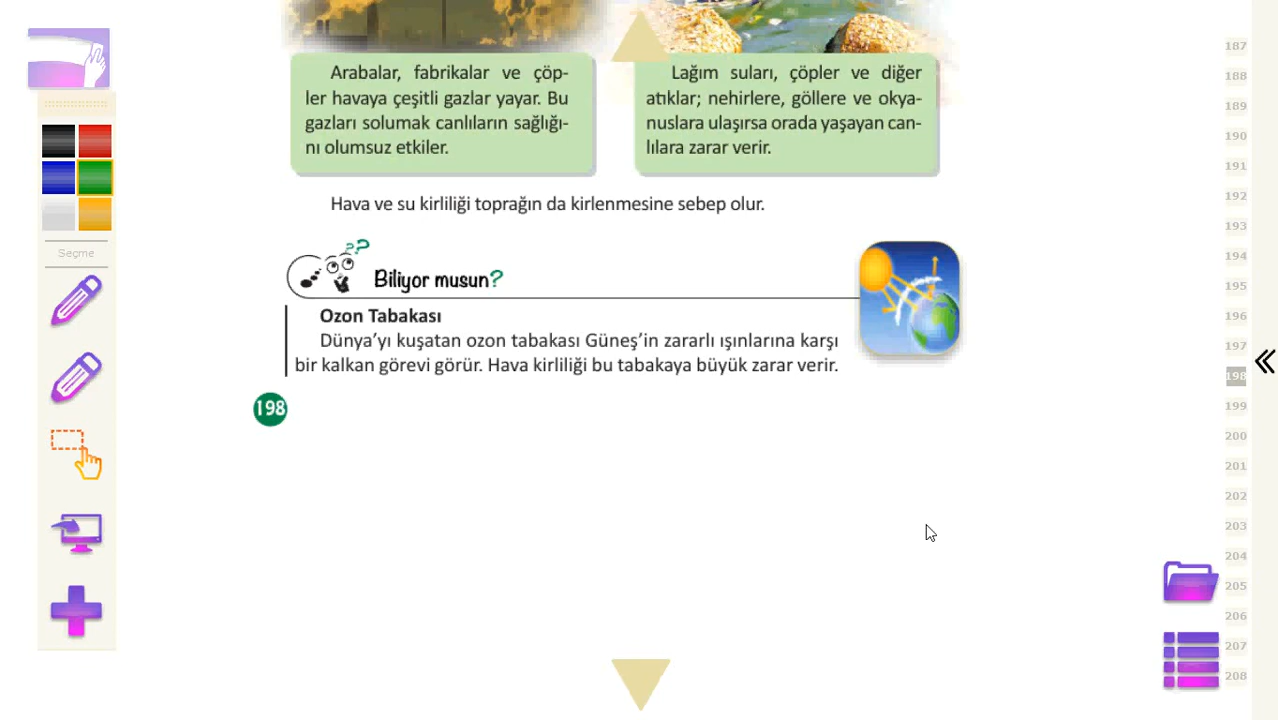 Arabalar, fabrikalar ve çöp-
ler havaya çeşitli gazlar yayar. Bu
gazları solumak canlıların sağlığı-
nı olumsuz etkiler.
Lağım suları, çöpler ve diğer
atıklar; nehirlere, göllere ve okya-
nuslara ulaşırsa orada yaşayan can-
lılara zarar verir.
Hava ve su kirliliği toprağın da kirlenmesine sebep olur.
??
Biliyor musun?
Ozon Tabakası
Dünya'yı kuşatan ozon tabakası Güneş'in zararlı ışınlarına karşı
bir kalkan görevi görür. Hava kirliliği bu tabakaya büyük zarar verir.
198
Seçme
187
188
189
190
191
192
193
194
195
196
197
198
199
200
201
202
203
204
205
206
207
208